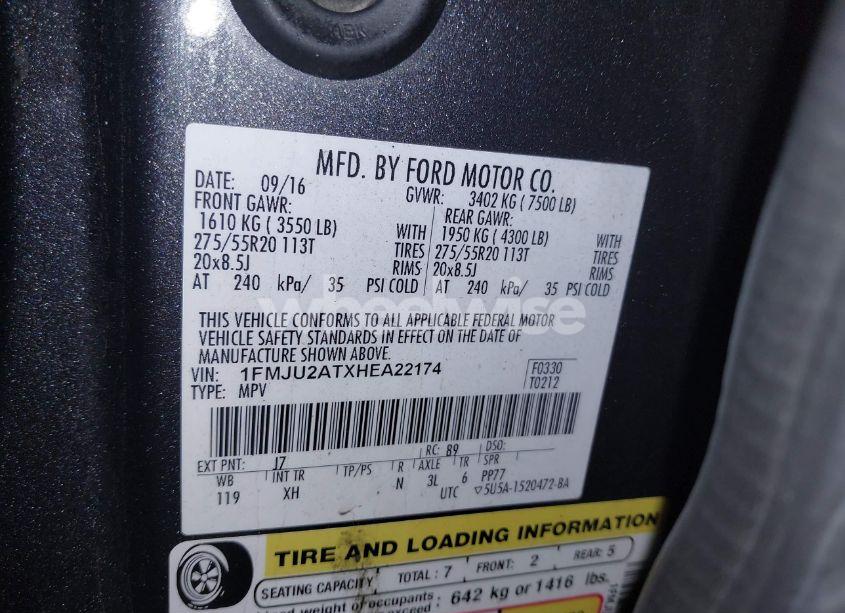 MFD. BY FORD MOTOR CO.
DATE: 09/16 GVWR: 3402 KG ( 7500 LB)
FRONT GAWR: REAR GAWR:
1610 KG ( 3550 LB) WITH 1950 KG ( 4300 LB) WITH
275/55R20 113T TIRES 275/55R20 113T TIRES
20x8.5J RIMS 20x8.5J RIMS
AT 240 kPa/ 35 PSI COLD AT 240 kPa/ 35 PSI COLD
wheelwise
THIS VEHICLE CONFORMS TO ALL APPLICABLE FEDERAL MOTOR
VEHICLE SAFETY STANDARDS IN EFFECT ON THE DATE OF
MANUFACTURE SHOWN ABOVE.
VIN: 1FMJU2ATXHEA22174 F0330
TYPE: MPV T0212
EXT PNT: J7 RC: B9 DSO:
WB INT TR TP/PS R AXLE TR SPR
119 XH N 3L 6 PP77
UTC ▽5U5A-1520472-BA
TIRE AND LOADING INFORMATION
SEATING CAPACITY TOTAL : 7 FRONT: 2 REAR: 5
weight of occupants 642 kg or 1416 lbs.